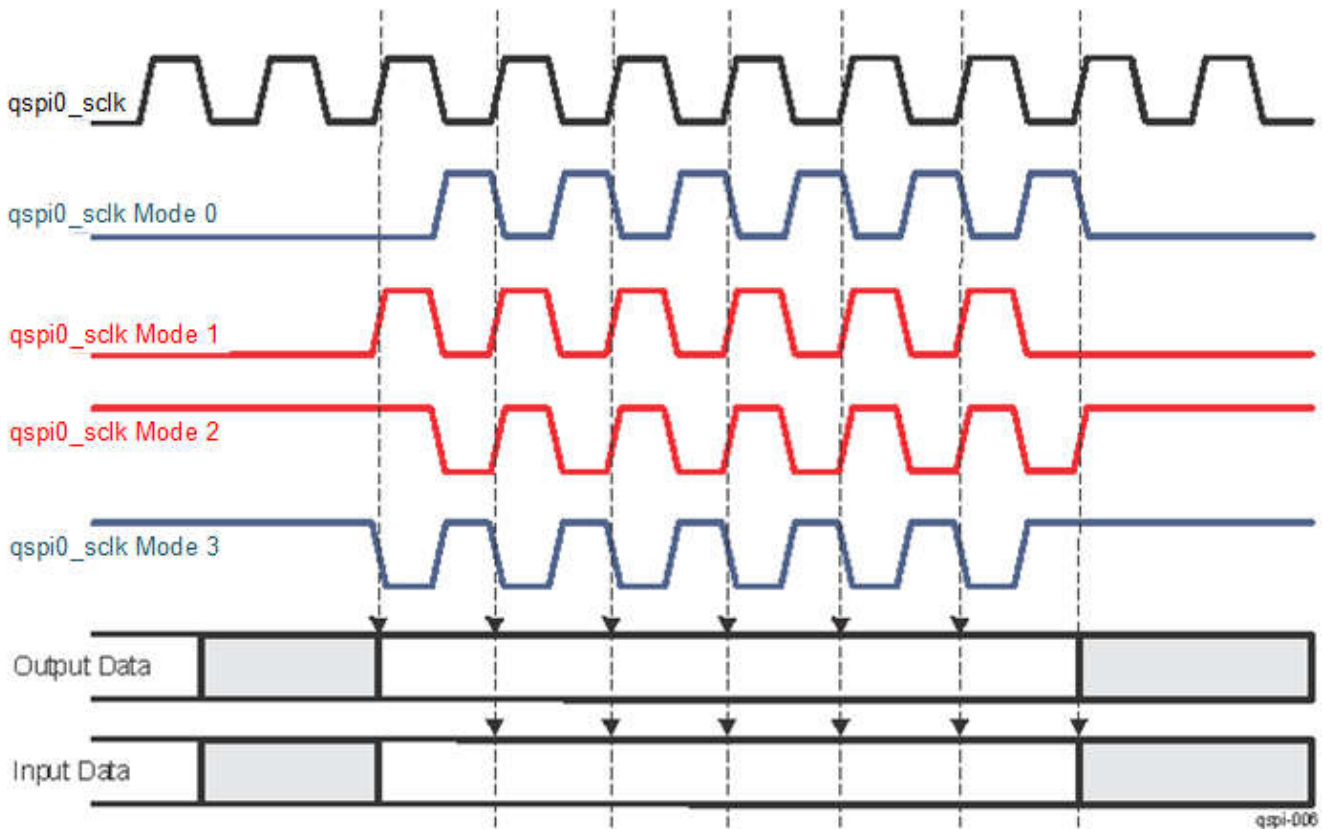 qspi0_sclk
qspi0_sclk Mode 0
qspi0_sclk Mode 1
qspi0_sclk Mode 2
qspi0_sclk Mode 3
Output Data
Input Data
qspi-006